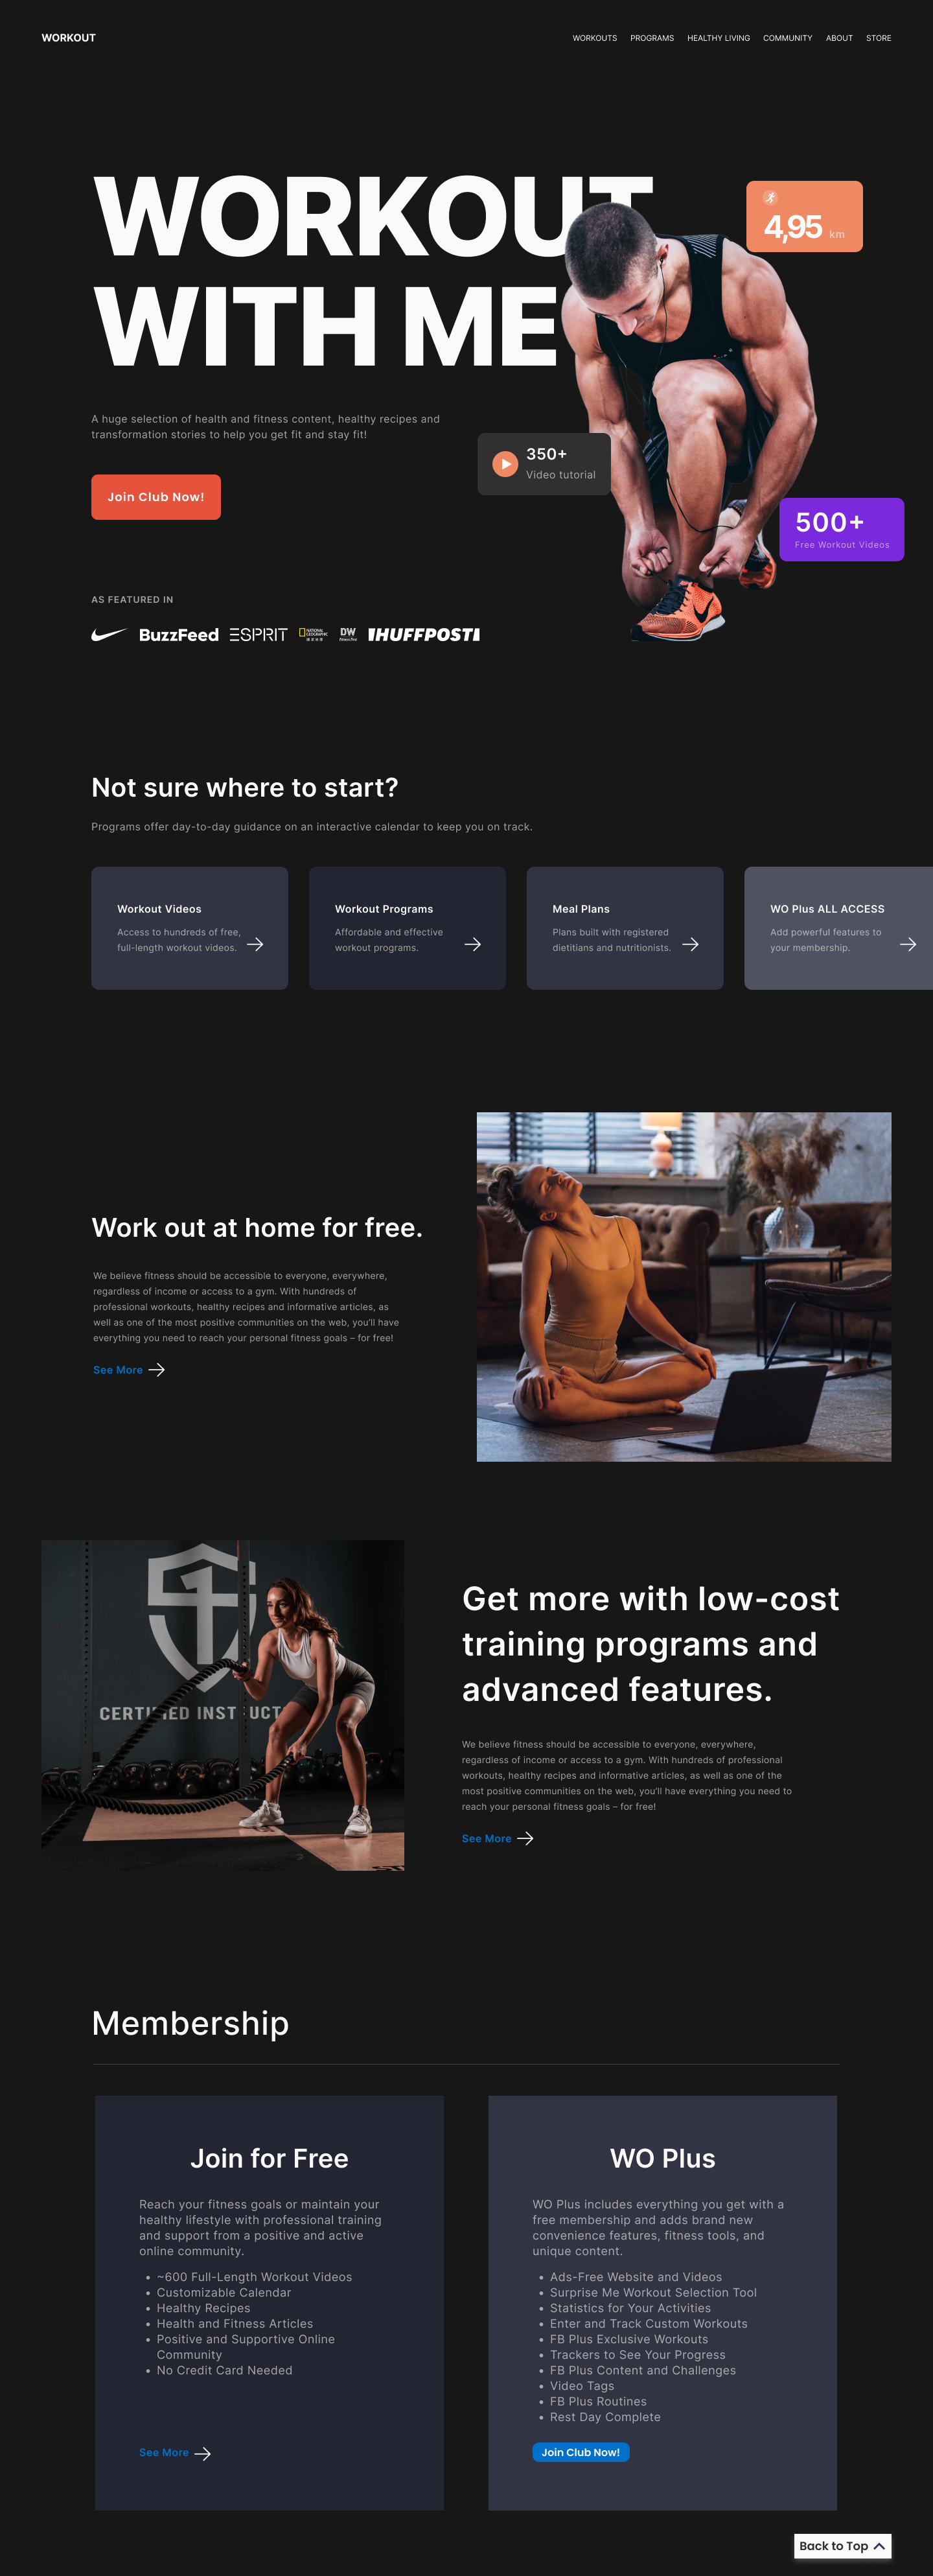 WORKOUT
WORKOUTS PROGRAMS HEALTHY LIVING COMMUNITY ABOUT STORE
WORKOUT
WITH ME
4,95 km
A huge selection of health and fitness content, healthy recipes and
transformation stories to help you get fit and stay fit!
350+
Video tutorial
Join Club Now!
500+
Free Workout Videos
AS FEATURED IN
BuzzFeed ESPRIT NATIONAL GEOGRAPHIC DW HUFFPOST
Not sure where to start?
Programs offer day-to-day guidance on an interactive calendar to keep you on track.
Workout Videos
Access to hundreds of free,
full-length workout videos.
Workout Programs
Affordable and effective
workout programs.
Meal Plans
Plans built with registered
dietitians and nutritionists.
WO Plus ALL ACCESS
Add powerful features to
your membership.
Work out at home for free.
We believe fitness should be accessible to everyone, everywhere,
regardless of income or access to a gym. With hundreds of
professional workouts, healthy recipes and informative articles, as
well as one of the most positive communities on the web, you'll have
everything you need to reach your personal fitness goals – for free!
See More
CERTIFIED INST UCT
Get more with low-cost
training programs and
advanced features.
We believe fitness should be accessible to everyone, everywhere,
regardless of income or access to a gym. With hundreds of professional
workouts, healthy recipes and informative articles, as well as one of the
most positive communities on the web, you'll have everything you need to
reach your personal fitness goals – for free!
See More
Membership
Join for Free
Reach your fitness goals or maintain your
healthy lifestyle with professional training
and support from a positive and active
online community.
• ~600 Full-Length Workout Videos
• Customizable Calendar
• Healthy Recipes
• Health and Fitness Articles
• Positive and Supportive Online
Community
• No Credit Card Needed
See More
WO Plus
WO Plus includes everything you get with a
free membership and adds brand new
convenience features, fitness tools, and
unique content.
• Ads-Free Website and Videos
• Surprise Me Workout Selection Tool
• Statistics for Your Activities
• Enter and Track Custom Workouts
• FB Plus Exclusive Workouts
• Trackers to See Your Progress
• FB Plus Content and Challenges
• Video Tags
• FB Plus Routines
• Rest Day Complete
Join Club Now!
Back to Top